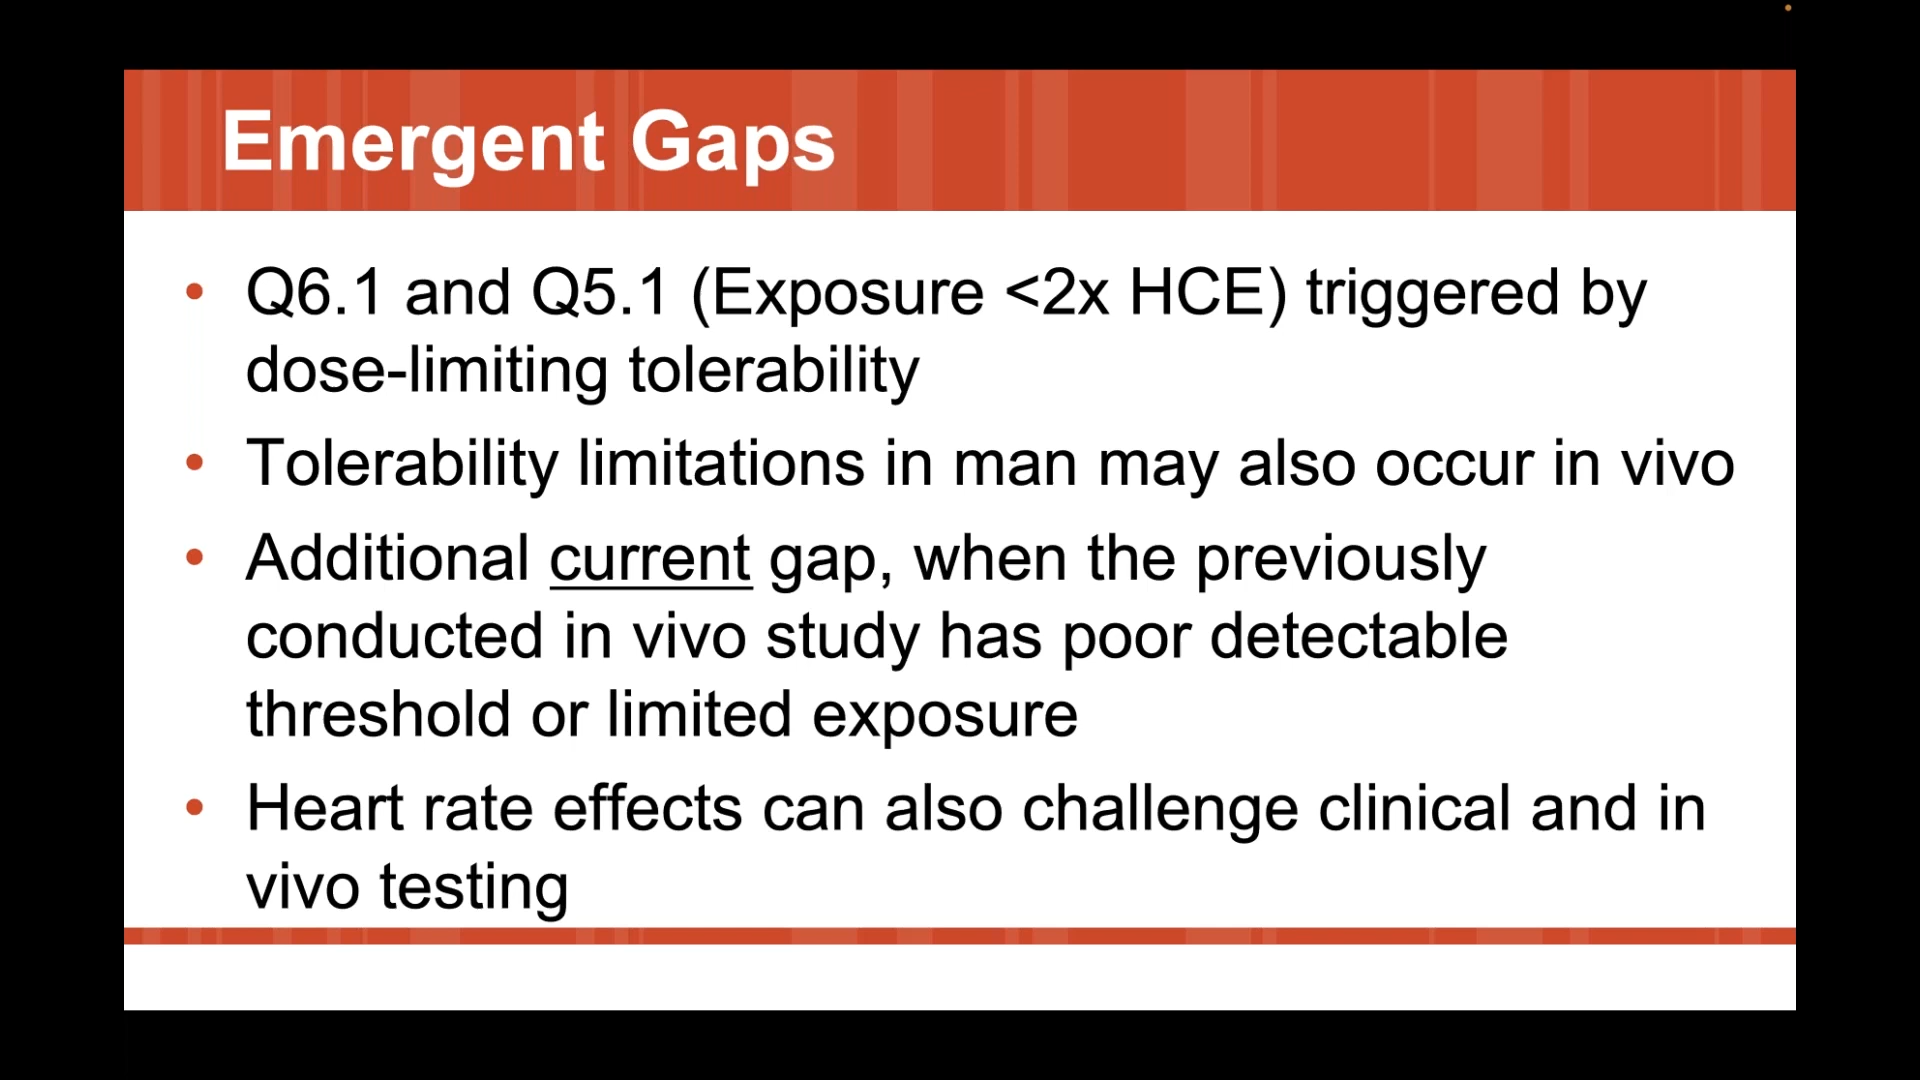 Emergent Gaps
• Q6.1 and Q5.1 (Exposure <2x HCE) triggered by
dose-limiting tolerability
• Tolerability limitations in man may also occur in vivo
• Additional current gap, when the previously
conducted in vivo study has poor detectable
threshold or limited exposure
• Heart rate effects can also challenge clinical and in
vivo testing